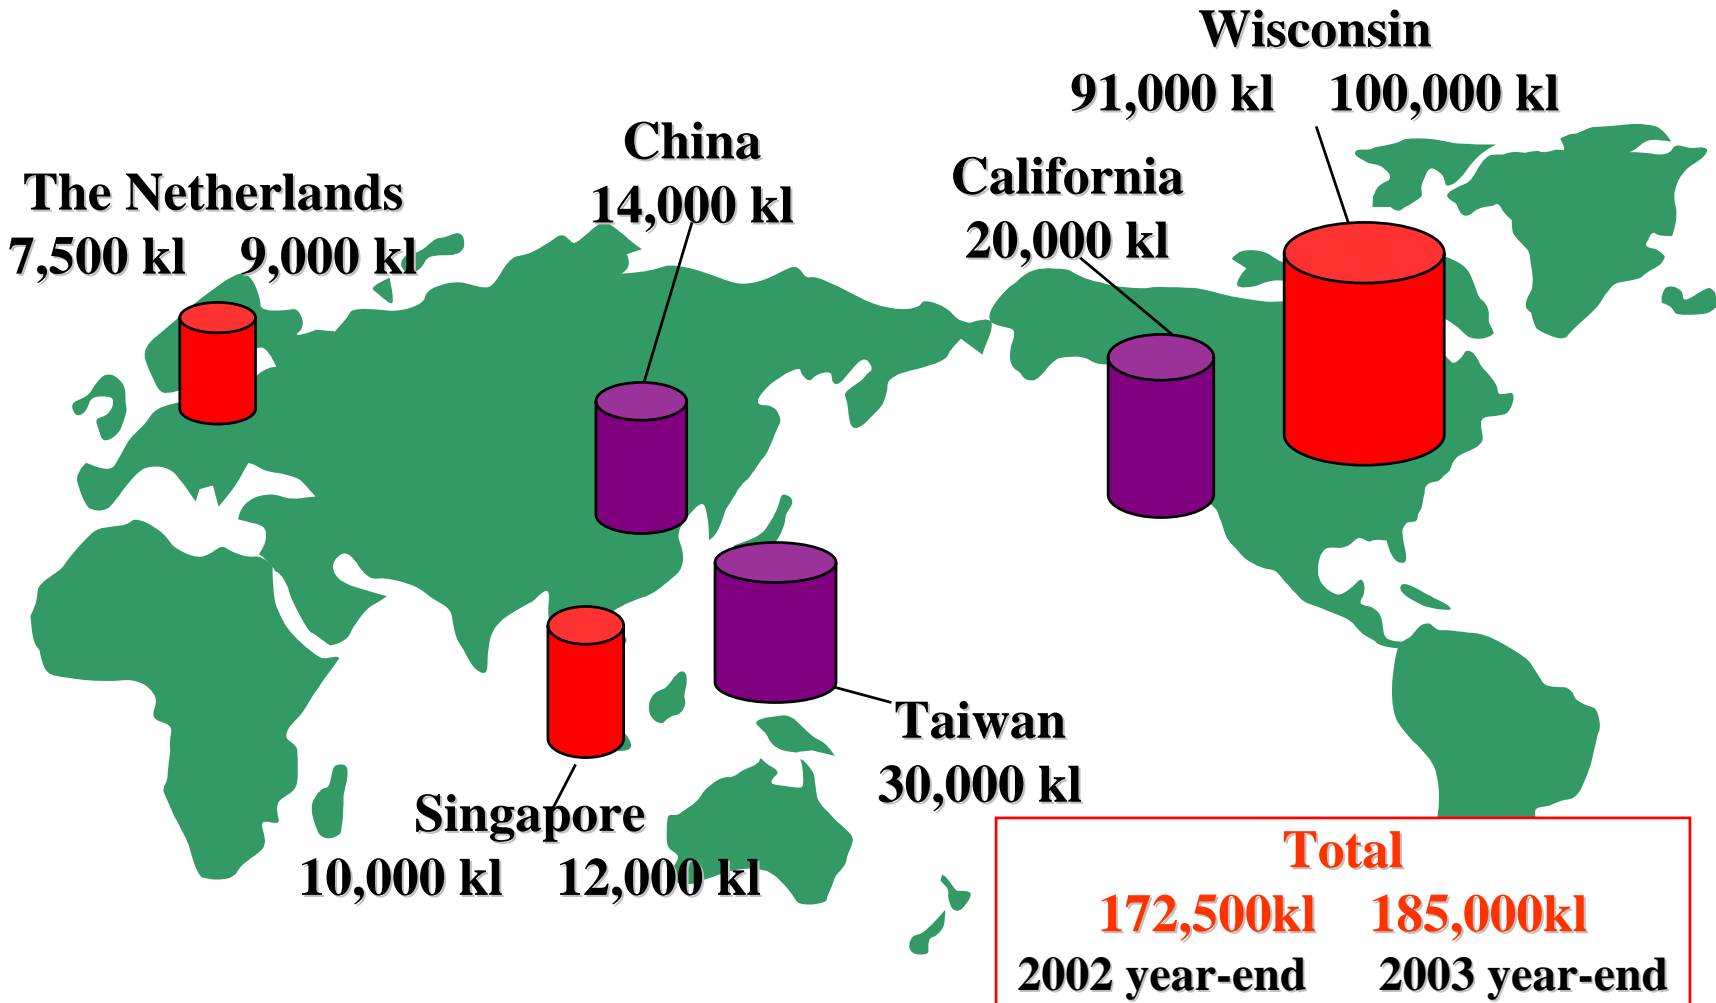 Wisconsin
91,000 kl 100,000 kl
China
14,000 kl
California
20,000 kl
The Netherlands
7,500 kl 9,000 kl
Taiwan
30,000 kl
Singapore
10,000 kl 12,000 kl
Total
172,500kl 185,000kl
2002 year-end 2003 year-end